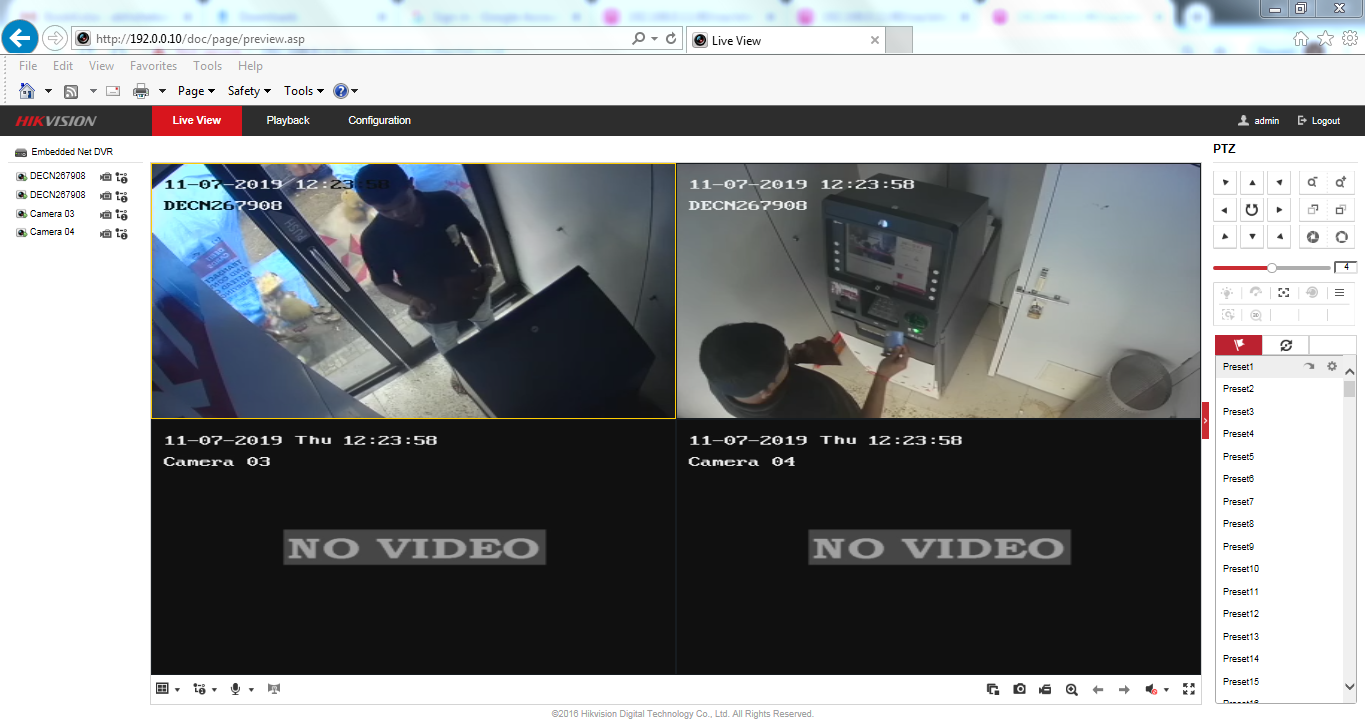 http://192.0.0.10/doc/page/preview.asp
Live View
File Edit View Favorites Tools Help
Page Safety Tools
HIKVISION
Live View Playback Configuration
admin Logout
Embedded Net DVR
DECN267908
DECN267908
Camera 03
Camera 04
11-07-2019 12:23:58
DECN267908
11-07-2019 12:23:58
DECN267908
11-07-2019 Thu 12:23:58
Camera 03
NO VIDEO
11-07-2019 Thu 12:23:58
Camera 04
NO VIDEO
PTZ
4
Preset1
Preset2
Preset3
Preset4
Preset5
Preset6
Preset7
Preset8
Preset9
Preset10
Preset11
Preset12
Preset13
Preset14
Preset15
©2016 Hikvision Digital Technology Co., Ltd. All Rights Reserved.